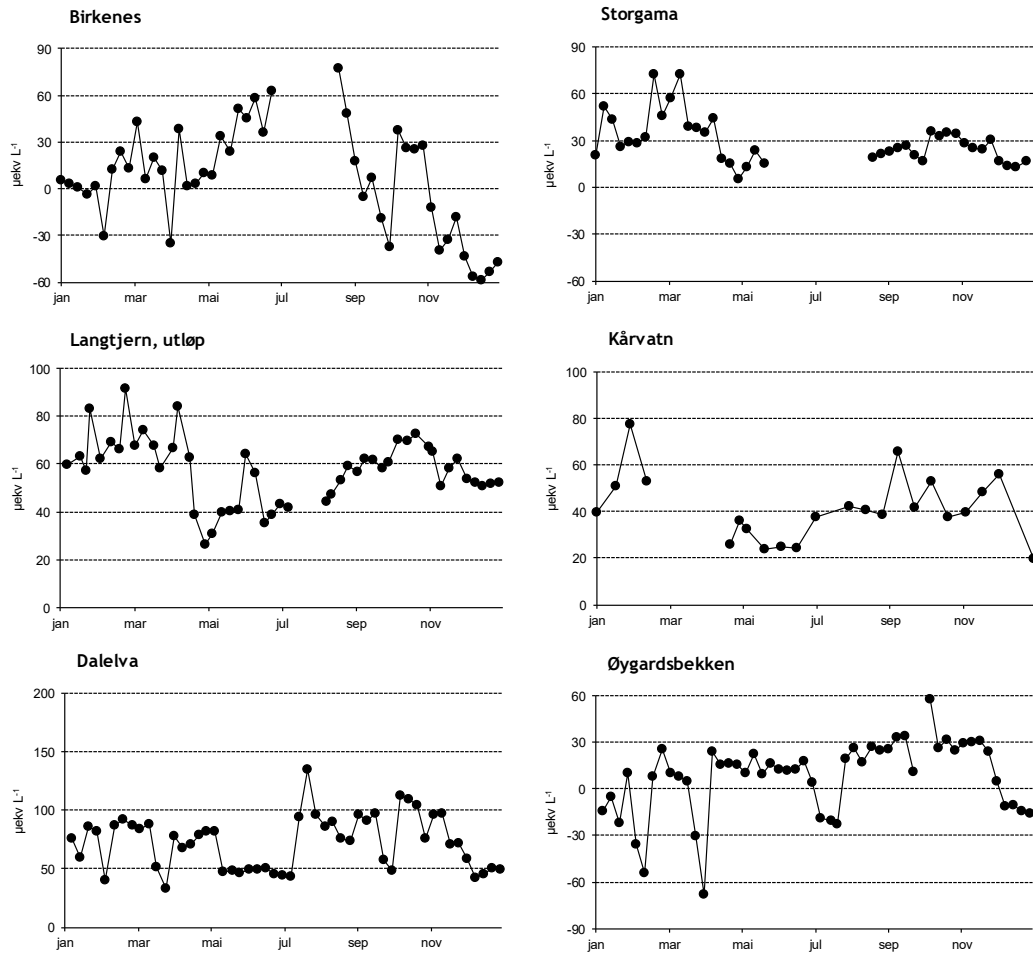 Birkenes
90
60
30
0
-30
-60
µekv L⁻¹
jan mar mai jul sep nov
Storgama
90
60
30
0
-30
-60
µekv L⁻¹
jan mar mai jul sep nov
Langtjern, utløp
100
80
60
40
20
0
µekv L⁻¹
jan mar mai jul sep nov
Kårvatn
100
80
60
40
20
0
µekv L⁻¹
jan mar mai jul sep nov
Dalelva
200
150
100
50
0
µekv L⁻¹
jan mar mai jul sep nov
Øygardsbekken
60
30
0
-30
-60
-90
µekv L⁻¹
jan mar mai jul sep nov